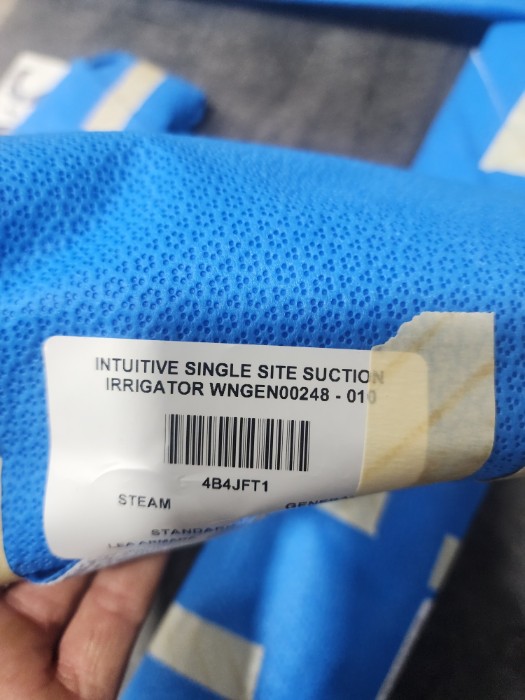 INTUITIVE SINGLE SITE SUCTION
IRRIGATOR WNGEN00248 - 010
4B4JFT1
STEAM